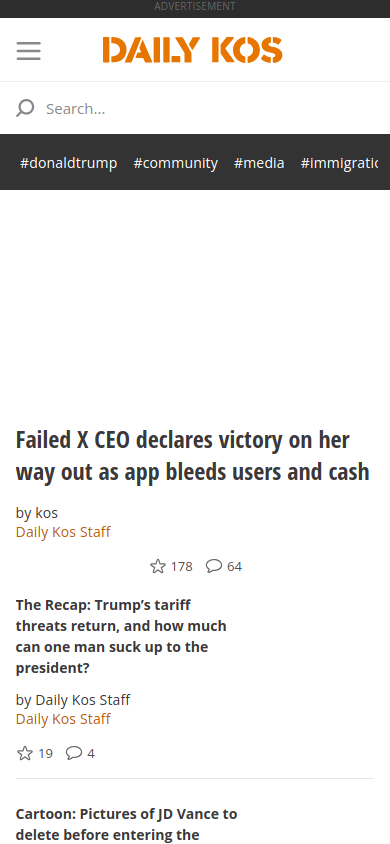 ADVERTISEMENT
DAILY KOS
Search...
#donaldtrump #community #media #immigratic
Failed X CEO declares victory on her
way out as app bleeds users and cash
by kos
Daily Kos Staff
178 64
The Recap: Trump's tariff
threats return, and how much
can one man suck up to the
president?
by Daily Kos Staff
Daily Kos Staff
19 4
Cartoon: Pictures of JD Vance to
delete before entering the